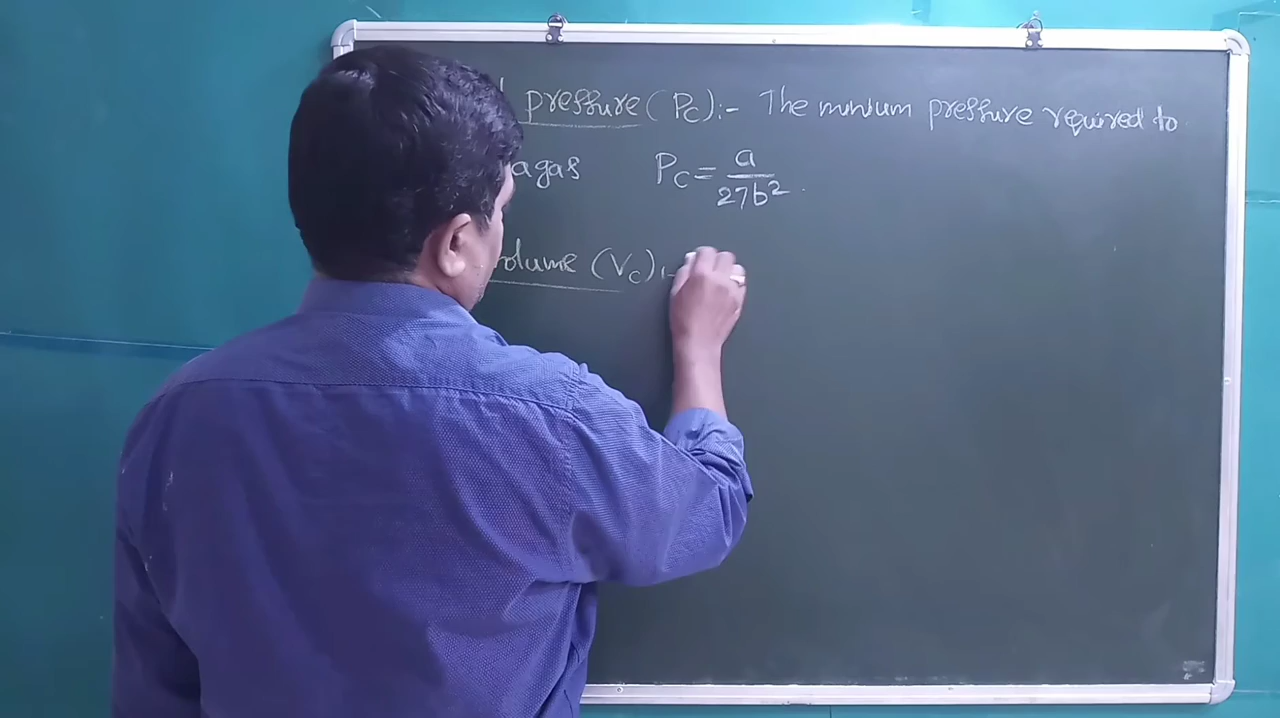 pressure (Pc):- The minium pressure required to
a gas Pc = a/27b²
volume (Vc):-